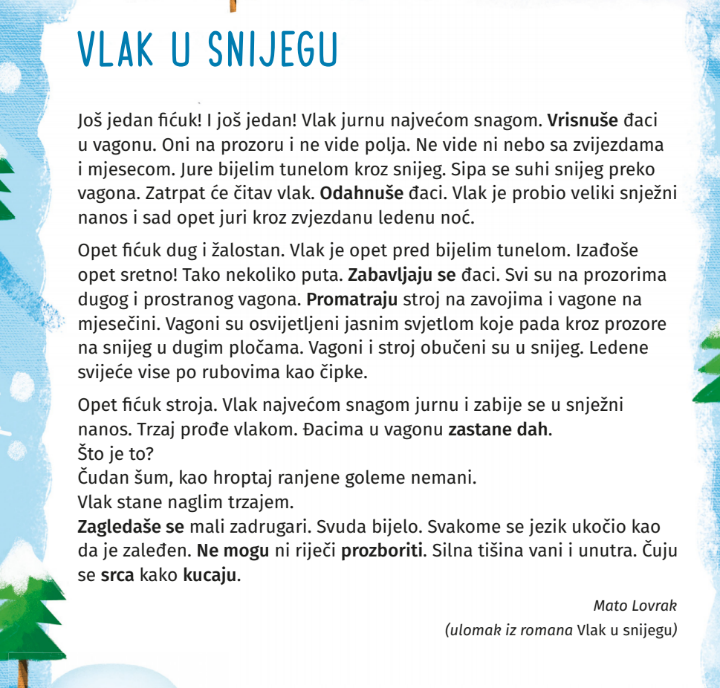 VLAK U SNIJEGU
Još jedan fićuk! I još jedan! Vlak jurnu najvećom snagom. Vrisnuše đaci
u vagonu. Oni na prozoru i ne vide polja. Ne vide ni nebo sa zvijezdama
i mjesecom. Jure bijelim tunelom kroz snijeg. Sipa se suhi snijeg preko
vagona. Zatrpat će čitav vlak. Odahnuše đaci. Vlak je probio veliki snježni
nanos i sad opet juri kroz zvjezdanu ledenu noć.
Opet fićuk dug i žalostan. Vlak je opet pred bijelim tunelom. Izađoše
opet sretno! Tako nekoliko puta. Zabavljaju se đaci. Svi su na prozorima
dugog i prostranog vagona. Promatraju stroj na zavojima i vagone na
mjesečini. Vagoni su osvijetljeni jasnim svjetlom koje pada kroz prozore
na snijeg u dugim pločama. Vagoni i stroj obučeni su u snijeg. Ledene
svijeće vise po rubovima kao čipke.
Opet fićuk stroja. Vlak najvećom snagom jurnu i zabije se u snježni
nanos. Trzaj prođe vlakom. Đacima u vagonu zastane dah.
Što je to?
Čudan šum, kao hroptaj ranjene goleme nemani.
Vlak stane naglim trzajem.
Zagledaše se mali zadrugari. Svuda bijelo. Svakome se jezik ukočio kao
da je zaleđen. Ne mogu ni riječi prozboriti. Silna tišina vani i unutra. Čuju
se srca kako kucaju.
Mato Lovrak
(ulomak iz romana Vlak u snijegu)